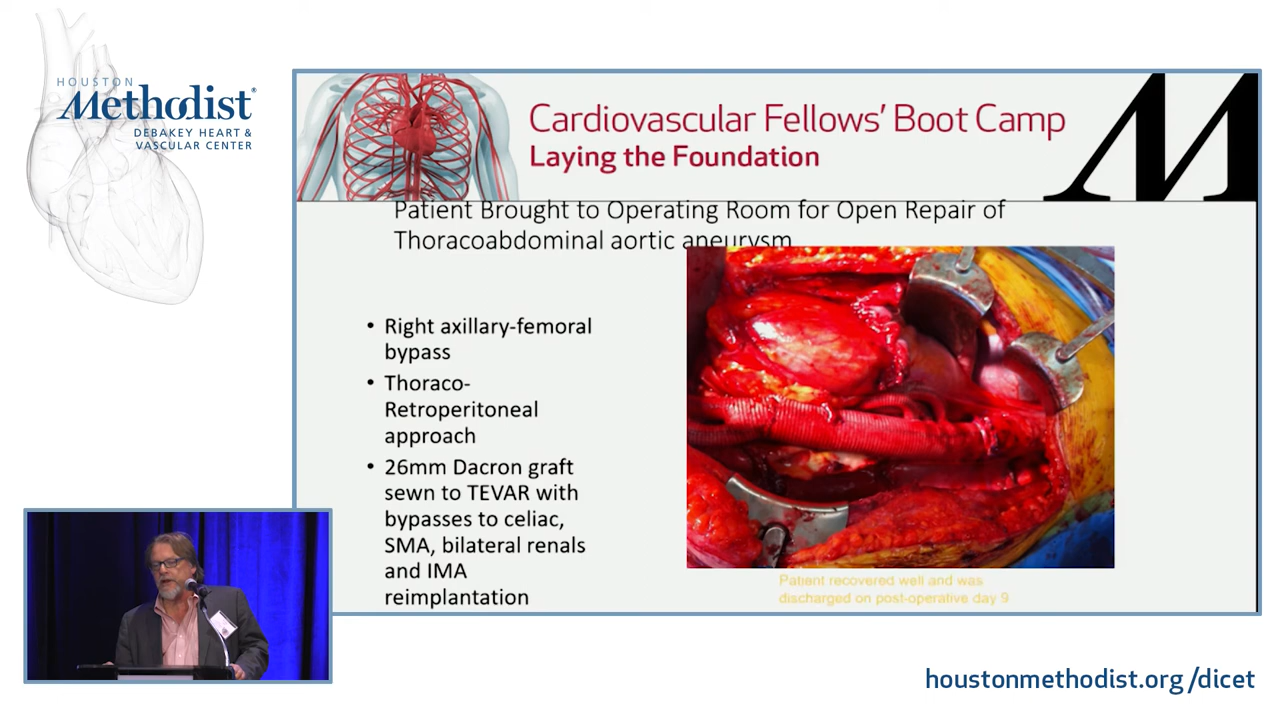 HOUSTON
Methodist®
DEBAKEY HEART &
VASCULAR CENTER
Cardiovascular Fellows' Boot Camp
Laying the Foundation
M
Patient Brought to Operating Room for Open Repair of
Thoracoabdominal aortic aneurysm
• Right axillary-femoral
bypass
• Thoraco-
Retroperitoneal
approach
• 26mm Dacron graft
sewn to TEVAR with
bypasses to celiac,
SMA, bilateral renals
and IMA
reimplantation
Patient recovered well and was
discharged on post-operative day 9
houstonmethodist.org/dicet